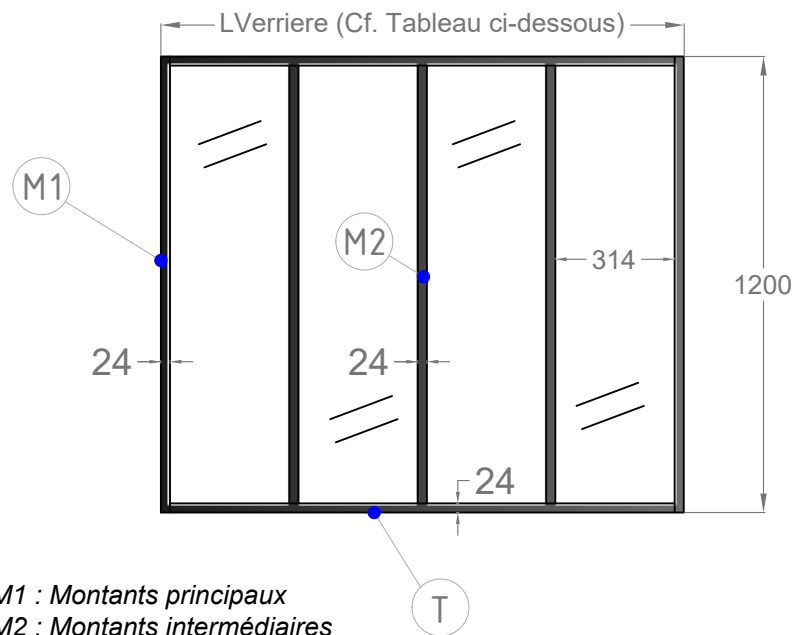 LVerriere (Cf. Tableau ci-dessous)
M1
M2
314
1200
24
24
24
M1 : Montants principaux
M2 : Montants intermédiaires
T